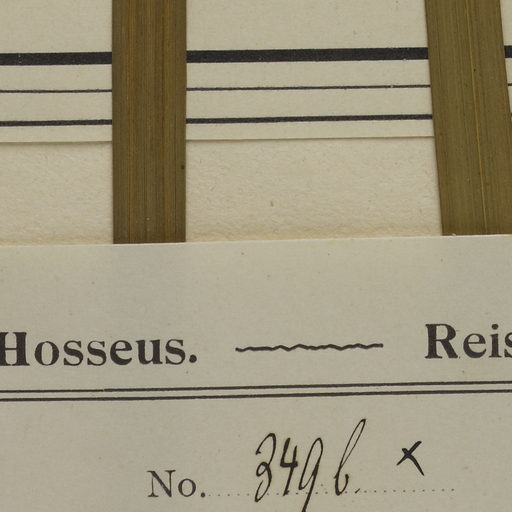 Hosseus. Reis
No. 349 b. x